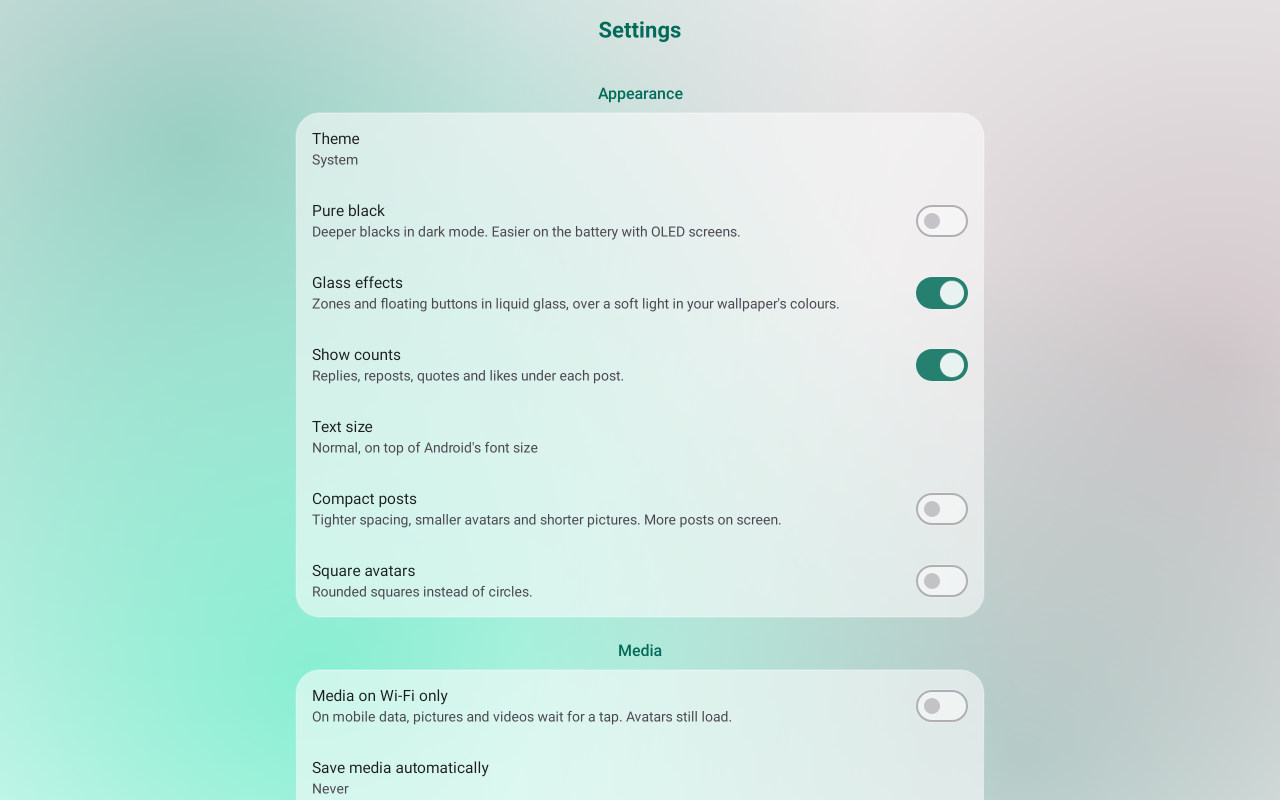 Settings
Appearance
Theme
System
Pure black
Deeper blacks in dark mode. Easier on the battery with OLED screens.
Glass effects
Zones and floating buttons in liquid glass, over a soft light in your wallpaper's colours.
Show counts
Replies, reposts, quotes and likes under each post.
Text size
Normal, on top of Android's font size
Compact posts
Tighter spacing, smaller avatars and shorter pictures. More posts on screen.
Square avatars
Rounded squares instead of circles.
Media
Media on Wi-Fi only
On mobile data, pictures and videos wait for a tap. Avatars still load.
Save media automatically
Never